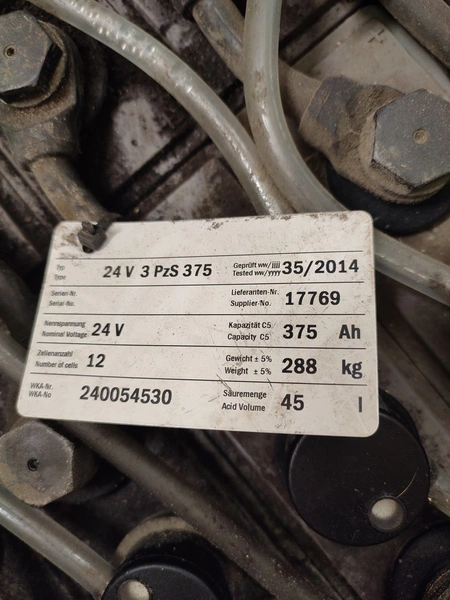 Typ
Type
24 V 3 PzS 375
Geprüft ww/jjjj
Tested ww/yyyy
35/2014
Serien-Nr.
Serial-No.
Lieferanten-Nr.
Supplier-No.
17769
Nennspannung
Nominal Voltage
24 V
Kapazität C5
Capacity C5
375 Ah
Zellenanzahl
Number of cells
12
Gewicht ± 5%
Weight ± 5%
288 kg
WKA-Nr.
WKA-No
240054530
Säuremenge
Acid Volume
45 l